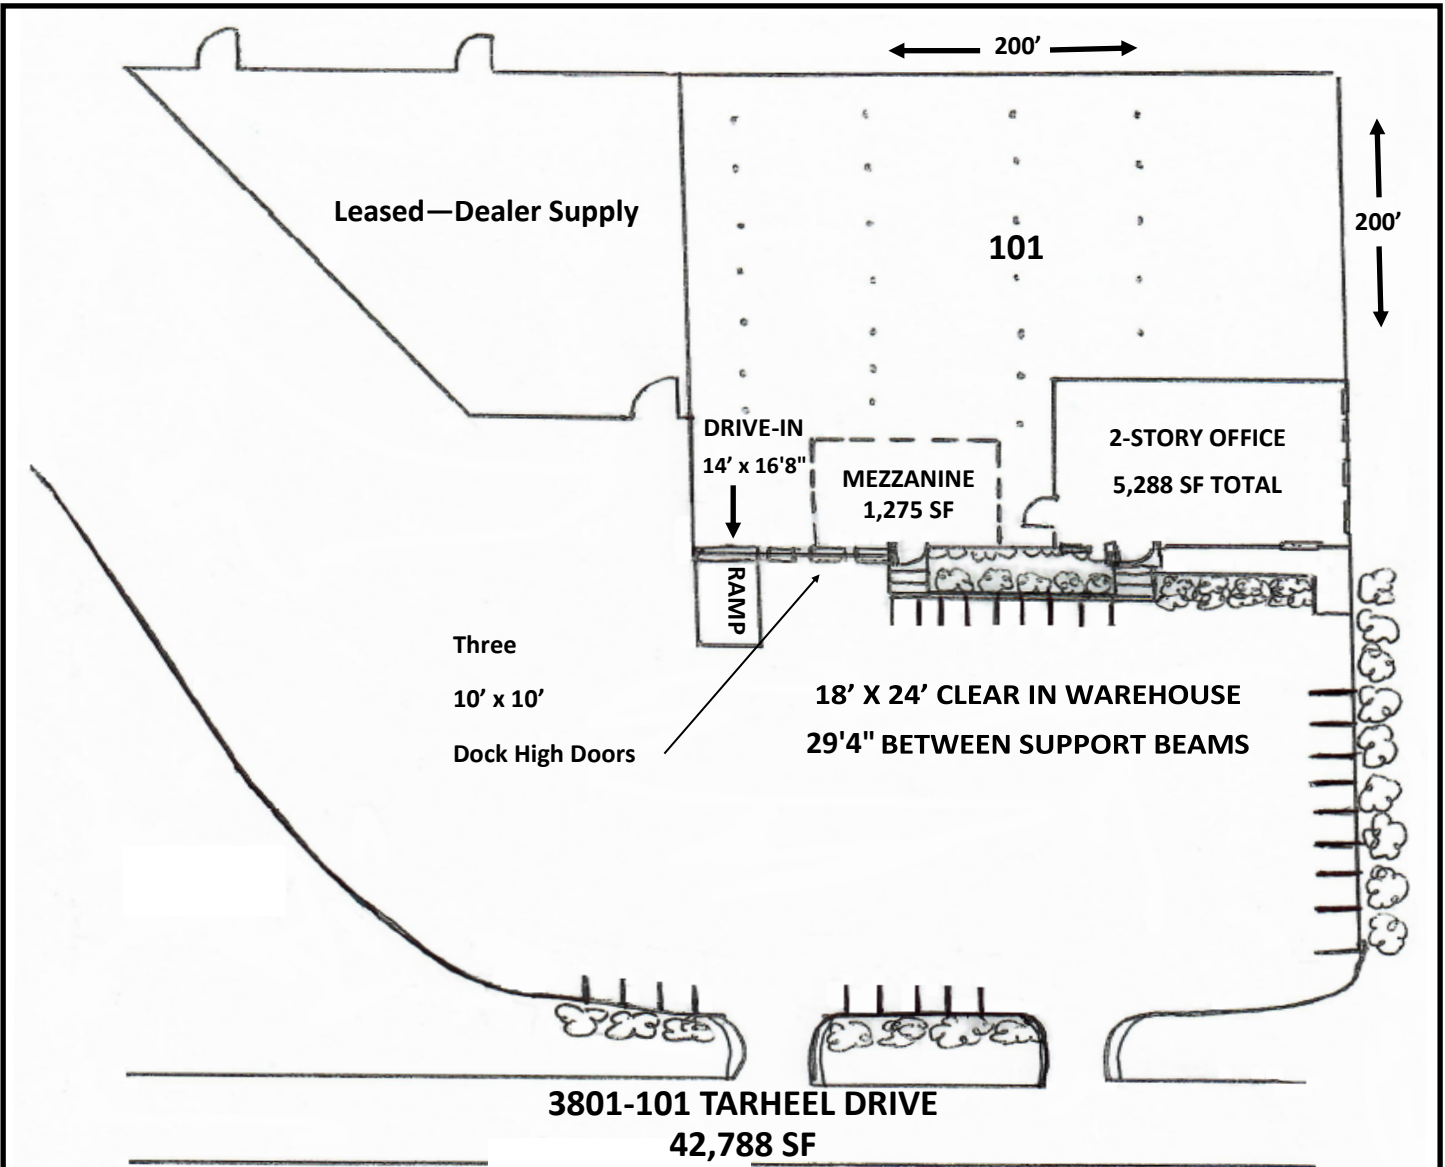 200’
Leased—Dealer Supply
200’
101
DRIVE-IN
14’ x 16'8"
2-STORY OFFICE
5,288 SF TOTAL
MEZZANINE
1,275 SF
RAMP
Three
10’ x 10’
Dock High Doors
18’ X 24’ CLEAR IN WAREHOUSE
29'4" BETWEEN SUPPORT BEAMS
3801-101 TARHEEL DRIVE
42,788 SF